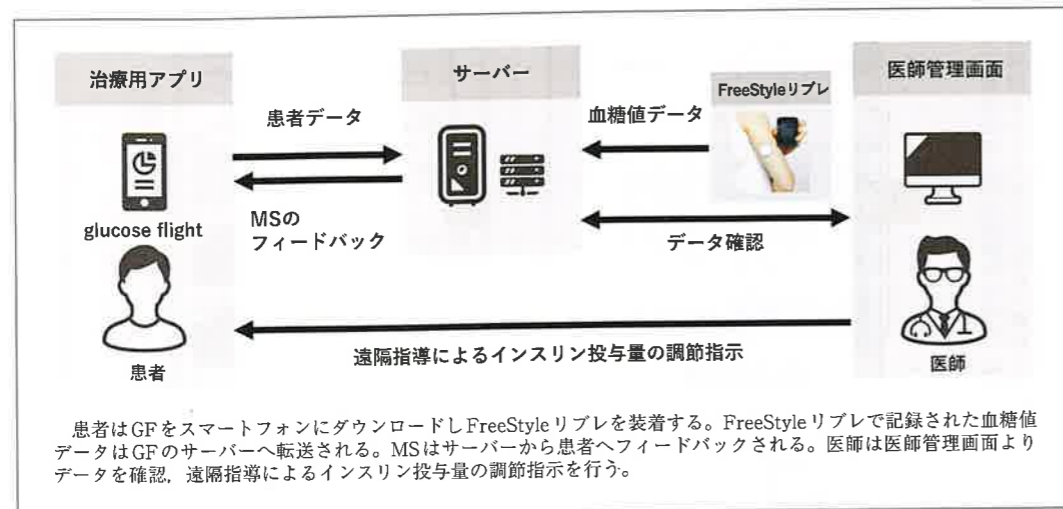 治療用アプリ
サーバー
医師管理画面
患者データ
血糖値データ
FreeStyleリブレ
glucose flight
MSの
フィードバック
データ確認
患者
遠隔指導によるインスリン投与量の調節指示
医師
患者はGFをスマートフォンにダウンロードしFreeStyleリブレを装着する。FreeStyleリブレで記録された血糖値
データはGFのサーバーへ転送される。MSはサーバーから患者へフィードバックされる。医師は医師管理画面より
データを確認，遠隔指導によるインスリン投与量の調節指示を行う。